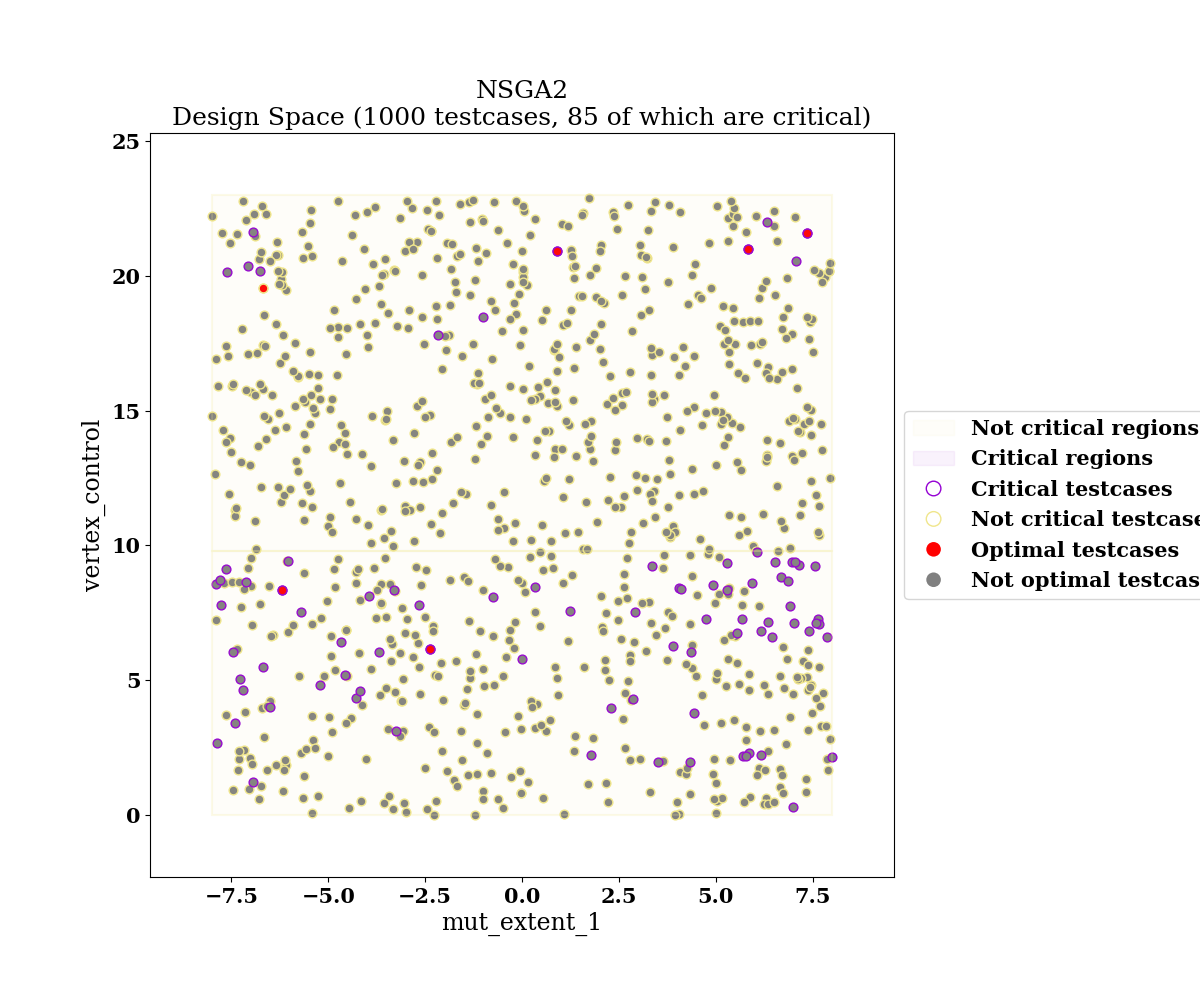 NSGA2
Design Space (1000 testcases, 85 of which are critical)
25
20
15
10
5
0
vertex_control
−7.5
−5.0
−2.5
0.0
2.5
5.0
7.5
mut_extent_1
Not critical regions
Critical regions
Critical testcases
Not critical testcase
Optimal testcases
Not optimal testcas